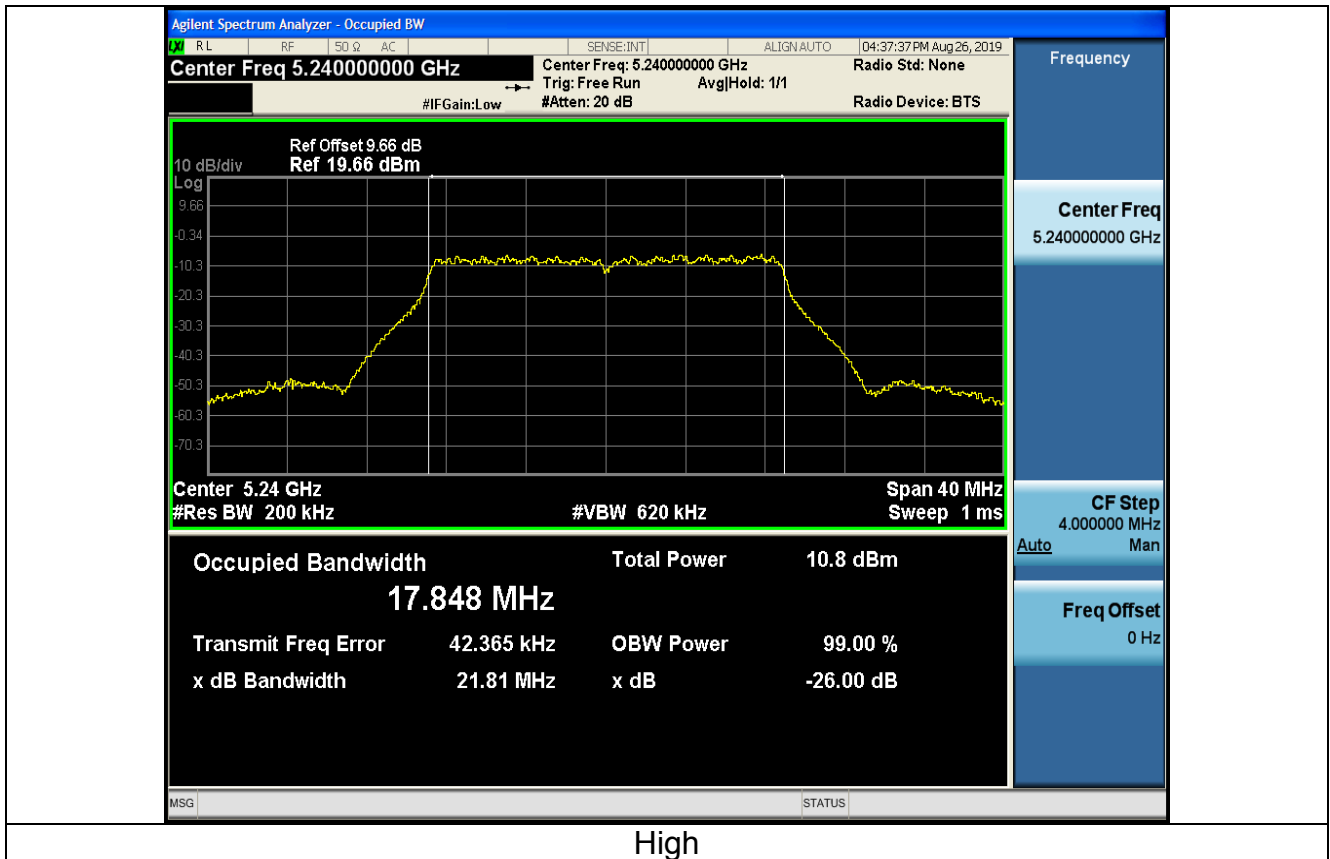 Agilent Spectrum Analyzer - Occupied BW
LXI RL RF 50 Ω AC SENSE:INT ALIGN AUTO 04:37:37 PM Aug 26, 2019
Center Freq 5.240000000 GHz
Center Freq: 5.240000000 GHz
Radio Std: None
Trig: Free Run Avg|Hold: 1/1
#IFGain:Low #Atten: 20 dB Radio Device: BTS
Ref Offset 9.66 dB
10 dB/div Ref 19.66 dBm
Log
9.66
-0.34
-10.3
-20.3
-30.3
-40.3
-50.3
-60.3
-70.3
Center 5.24 GHz Span 40 MHz
#Res BW 200 kHz #VBW 620 kHz Sweep 1 ms
Occupied Bandwidth Total Power 10.8 dBm
17.848 MHz
Transmit Freq Error 42.365 kHz OBW Power 99.00 %
x dB Bandwidth 21.81 MHz x dB -26.00 dB
MSG STATUS
Frequency
Center Freq
5.240000000 GHz
CF Step
4.000000 MHz
Auto Man
Freq Offset
0 Hz
High